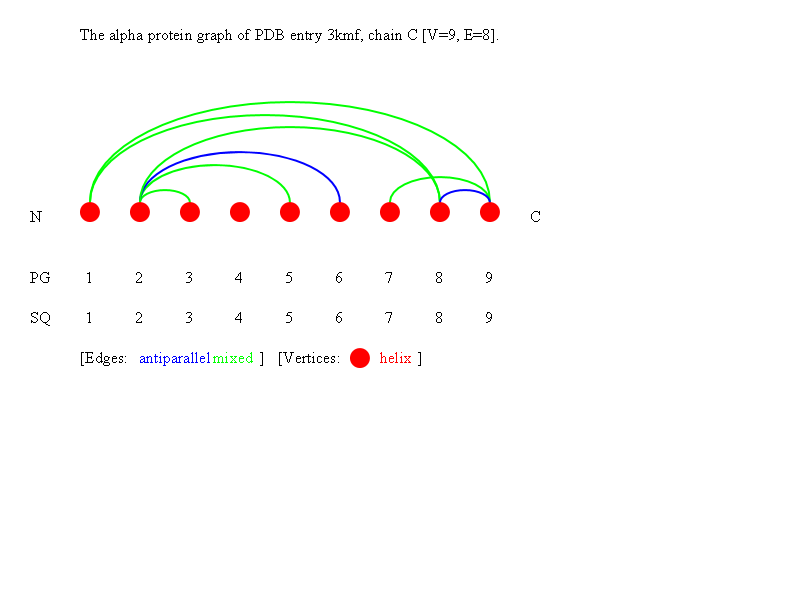 The alpha protein graph of PDB entry 3kmf, chain C [V=9, E=8].
N C
PG 1 2 3 4 5 6 7 8 9
SQ 1 2 3 4 5 6 7 8 9
[Edges: antiparallel mixed ] [Vertices: helix ]